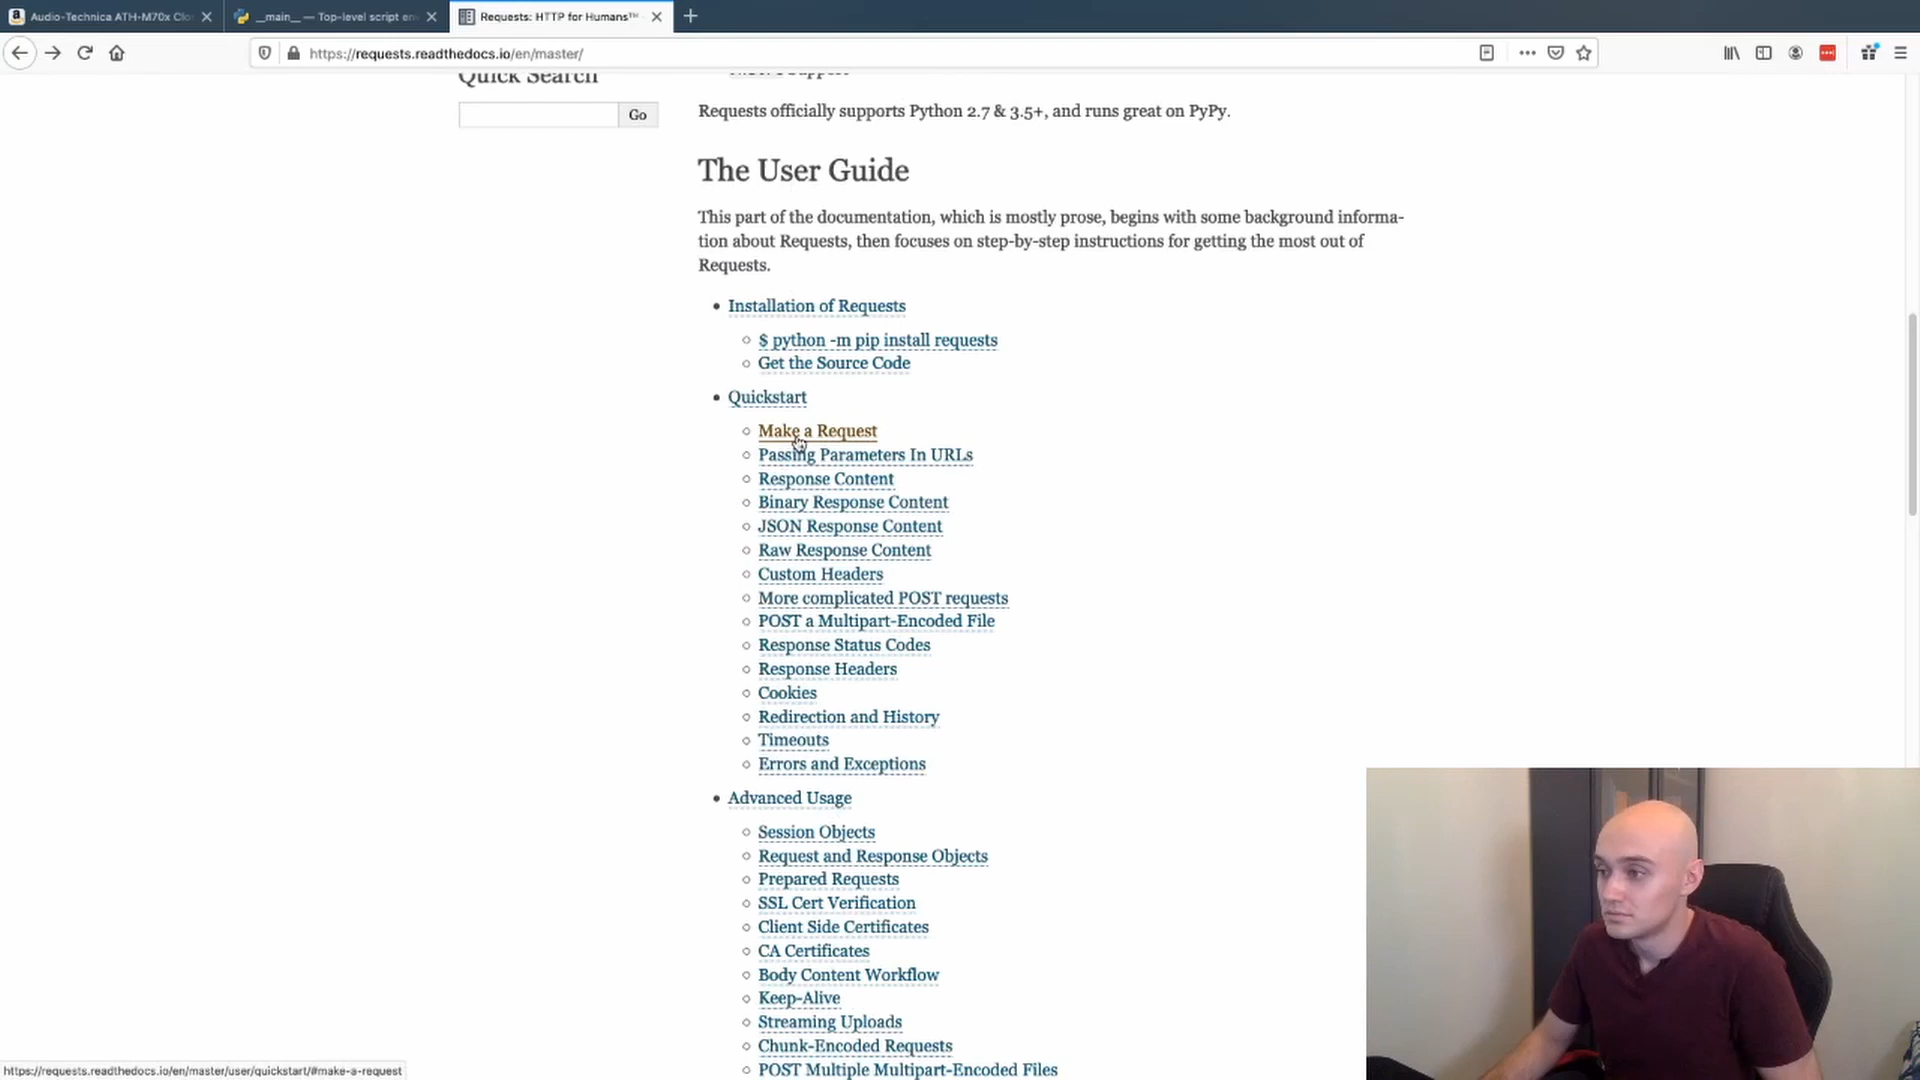 Audio-Technica ATH-M70x Clo
__main__ — Top-level script en
Requests: HTTP for Humans™
https://requests.readthedocs.io/en/master/
Quick Search
Go
Requests officially supports Python 2.7 & 3.5+, and runs great on PyPy.
The User Guide
This part of the documentation, which is mostly prose, begins with some background informa-
tion about Requests, then focuses on step-by-step instructions for getting the most out of
Requests.
Installation of Requests
$ python -m pip install requests
Get the Source Code
Quickstart
Make a Request
Passing Parameters In URLs
Response Content
Binary Response Content
JSON Response Content
Raw Response Content
Custom Headers
More complicated POST requests
POST a Multipart-Encoded File
Response Status Codes
Response Headers
Cookies
Redirection and History
Timeouts
Errors and Exceptions
Advanced Usage
Session Objects
Request and Response Objects
Prepared Requests
SSL Cert Verification
Client Side Certificates
CA Certificates
Body Content Workflow
Keep-Alive
Streaming Uploads
Chunk-Encoded Requests
POST Multiple Multipart-Encoded Files
https://requests.readthedocs.io/en/master/user/quickstart/#make-a-request